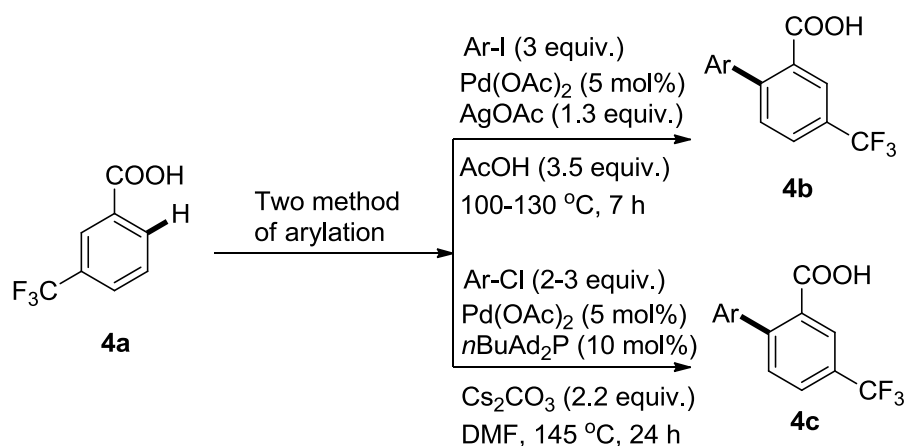 Ar-I (3 equiv.)
Pd(OAc)2 (5 mol%)
AgOAc (1.3 equiv.)
AcOH (3.5 equiv.)
100-130 °C, 7 h
COOH
Ar
CF3
4b
COOH
H
F3C
4a
Two method
of arylation
Ar-Cl (2-3 equiv.)
Pd(OAc)2 (5 mol%)
nBuAd2P (10 mol%)
Cs2CO3 (2.2 equiv.)
DMF, 145 °C, 24 h
COOH
Ar
CF3
4c